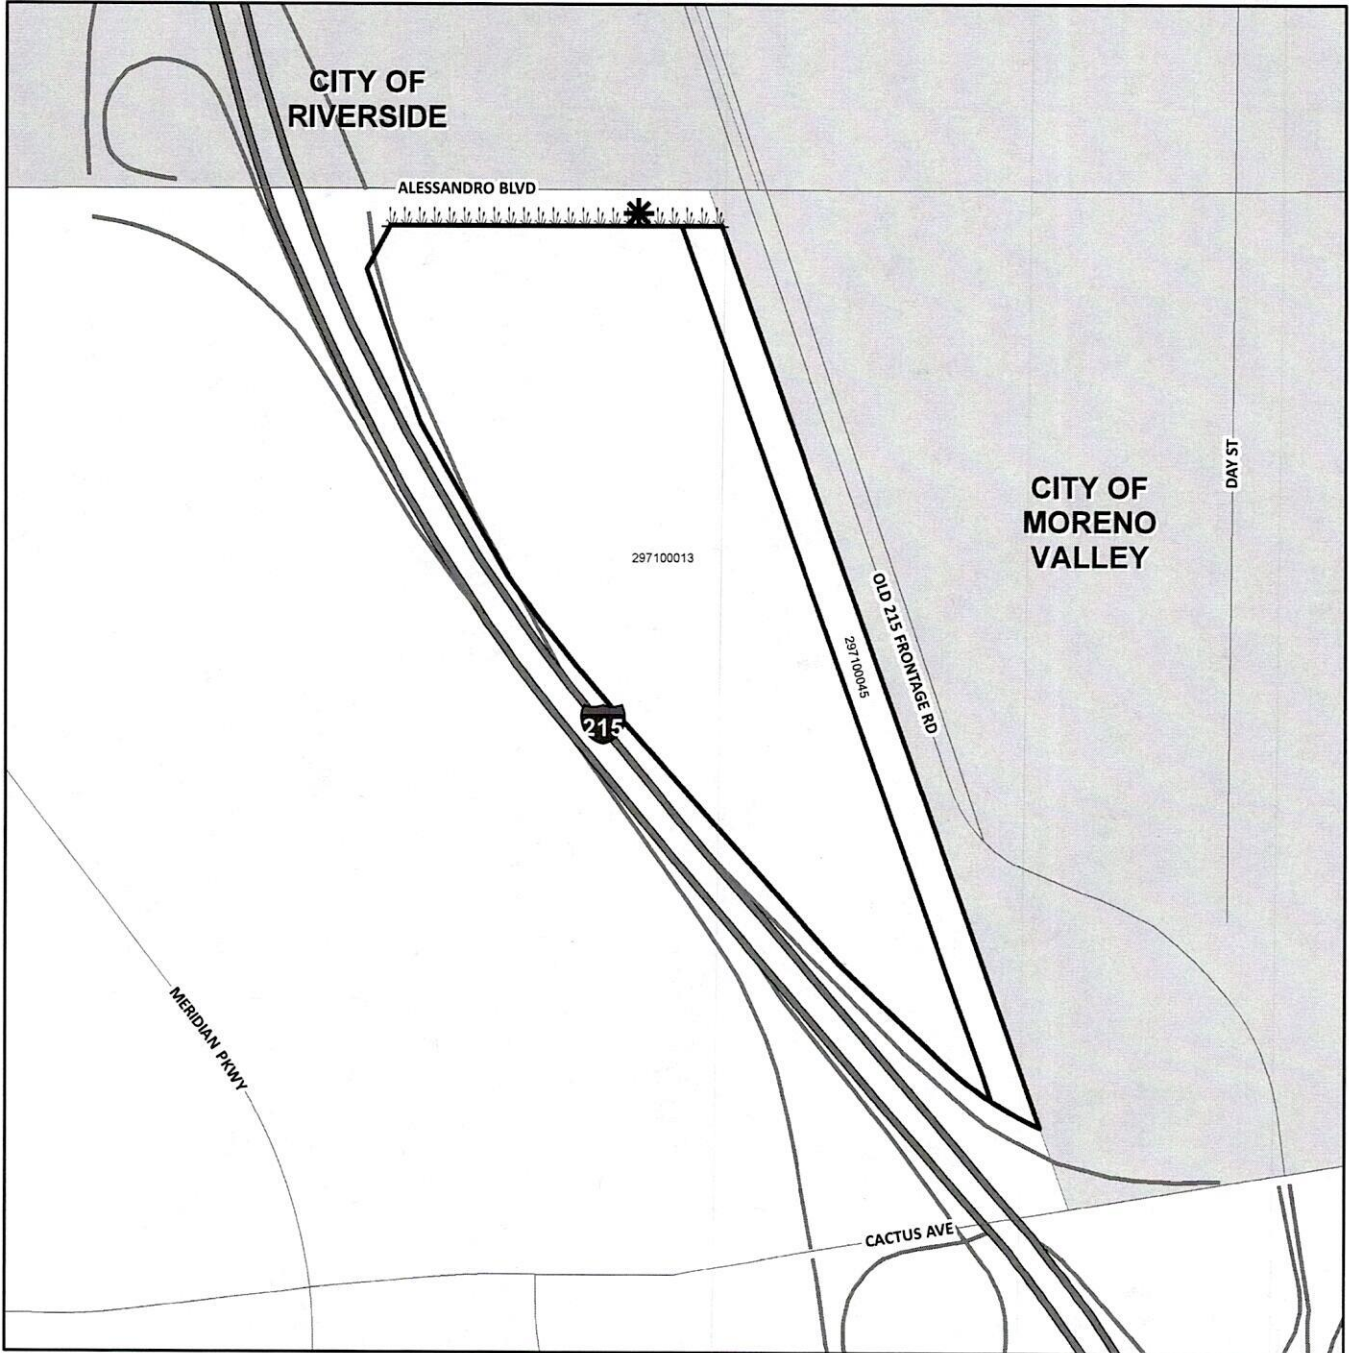 CITY OF
RIVERSIDE
ALESSANDRO BLVD
DAY ST
CITY OF
MORENO
VALLEY
297100013
OLD 215 FRONTAGE RD
297100045
215
MERIDIAN PKWY
CACTUS AVE